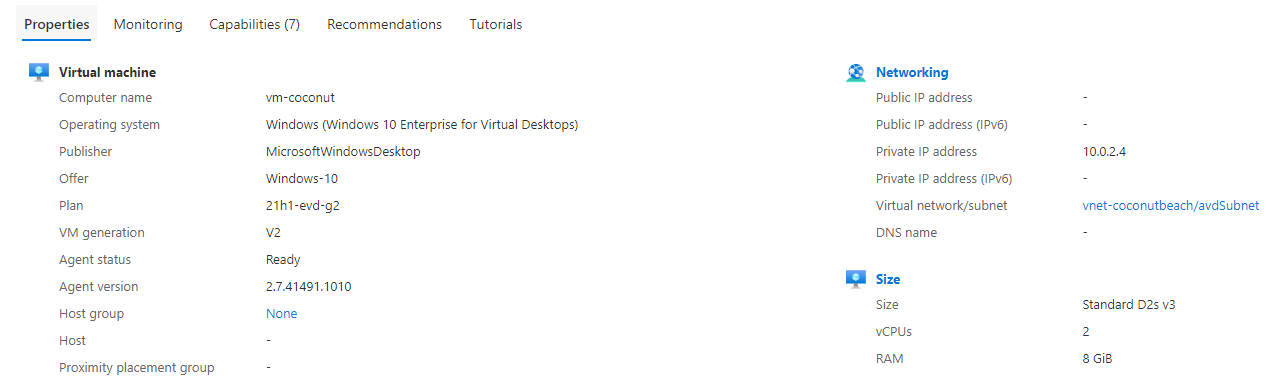 Properties Monitoring Capabilities (7) Recommendations Tutorials
Virtual machine
Computer name vm-coconut
Operating system Windows (Windows 10 Enterprise for Virtual Desktops)
Publisher MicrosoftWindowsDesktop
Offer Windows-10
Plan 21h1-evd-g2
VM generation V2
Agent status Ready
Agent version 2.7.41491.1010
Host group None
Host -
Proximity placement group -
Networking
Public IP address -
Public IP address (IPv6) -
Private IP address 10.0.2.4
Private IP address (IPv6) -
Virtual network/subnet vnet-coconutbeach/avdSubnet
DNS name -
Size
Size Standard D2s v3
vCPUs 2
RAM 8 GiB